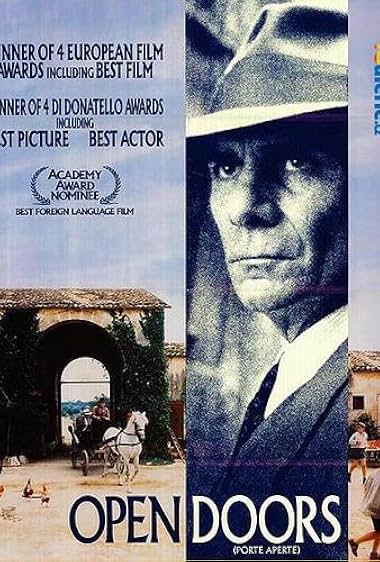 NNER OF 4 EUROPEAN FILM
AWARDS INCLUDING BEST FILM
NNER OF 4 DI DONATELLO AWARDS
INCLUDING
ST PICTURE BEST ACTOR
ACADEMY
AWARD
NOMINEE
BEST FOREIGN LANGUAGE FILM
OPEN DOORS
(PORTE APERTE)